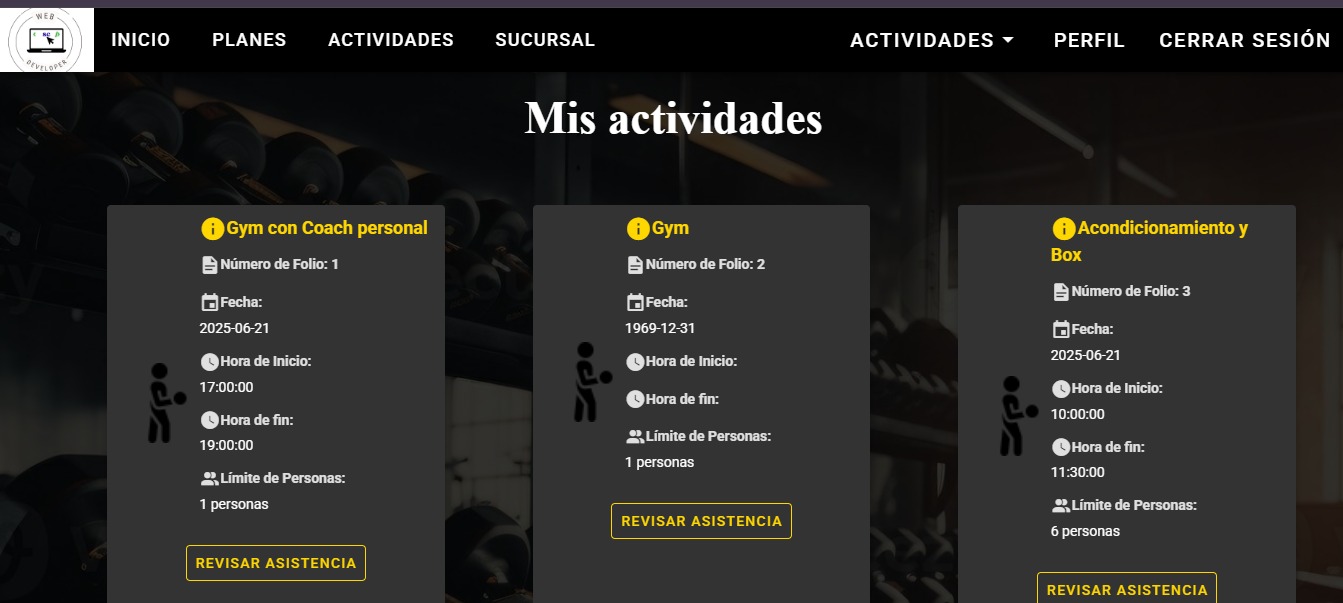 WEB
DEVELOPER
INICIO PLANES ACTIVIDADES SUCURSAL ACTIVIDADES PERFIL CERRAR SESIÓN
Mis actividades
Gym con Coach personal
Número de Folio: 1
Fecha:
2025-06-21
Hora de Inicio:
17:00:00
Hora de fin:
19:00:00
Límite de Personas:
1 personas
REVISAR ASISTENCIA
Gym
Número de Folio: 2
Fecha:
1969-12-31
Hora de Inicio:
Hora de fin:
Límite de Personas:
1 personas
REVISAR ASISTENCIA
Acondicionamiento y
Box
Número de Folio: 3
Fecha:
2025-06-21
Hora de Inicio:
10:00:00
Hora de fin:
11:30:00
Límite de Personas:
6 personas
REVISAR ASISTENCIA